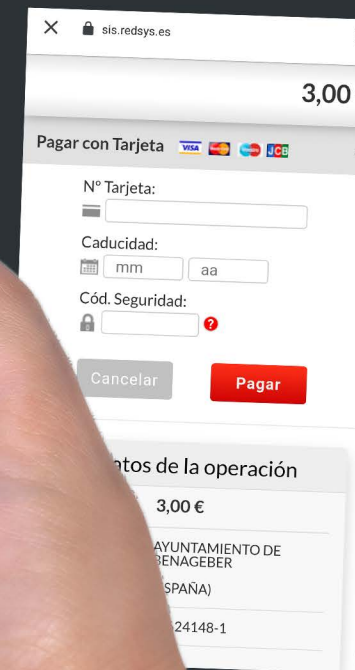 sis.redsys.es
3,00
Pagar con Tarjeta VISA JCB
Nº Tarjeta:
Caducidad:
mm aa
Cód. Seguridad:
?
Cancelar Pagar
atos de la operación
3,00 €
AYUNTAMIENTO DE
BENAGEBER
SPAÑA)
24148-1